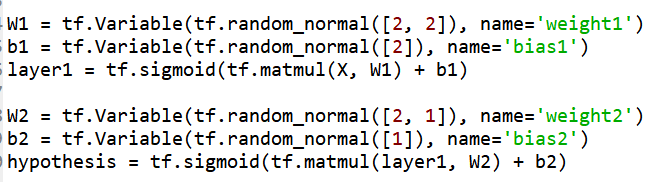 W1 = tf.Variable(tf.random_normal([2, 2]), name='weight1')
b1 = tf.Variable(tf.random_normal([2]), name='bias1')
layer1 = tf.sigmoid(tf.matmul(X, W1) + b1)
W2 = tf.Variable(tf.random_normal([2, 1]), name='weight2')
b2 = tf.Variable(tf.random_normal([1]), name='bias2')
hypothesis = tf.sigmoid(tf.matmul(layer1, W2) + b2)